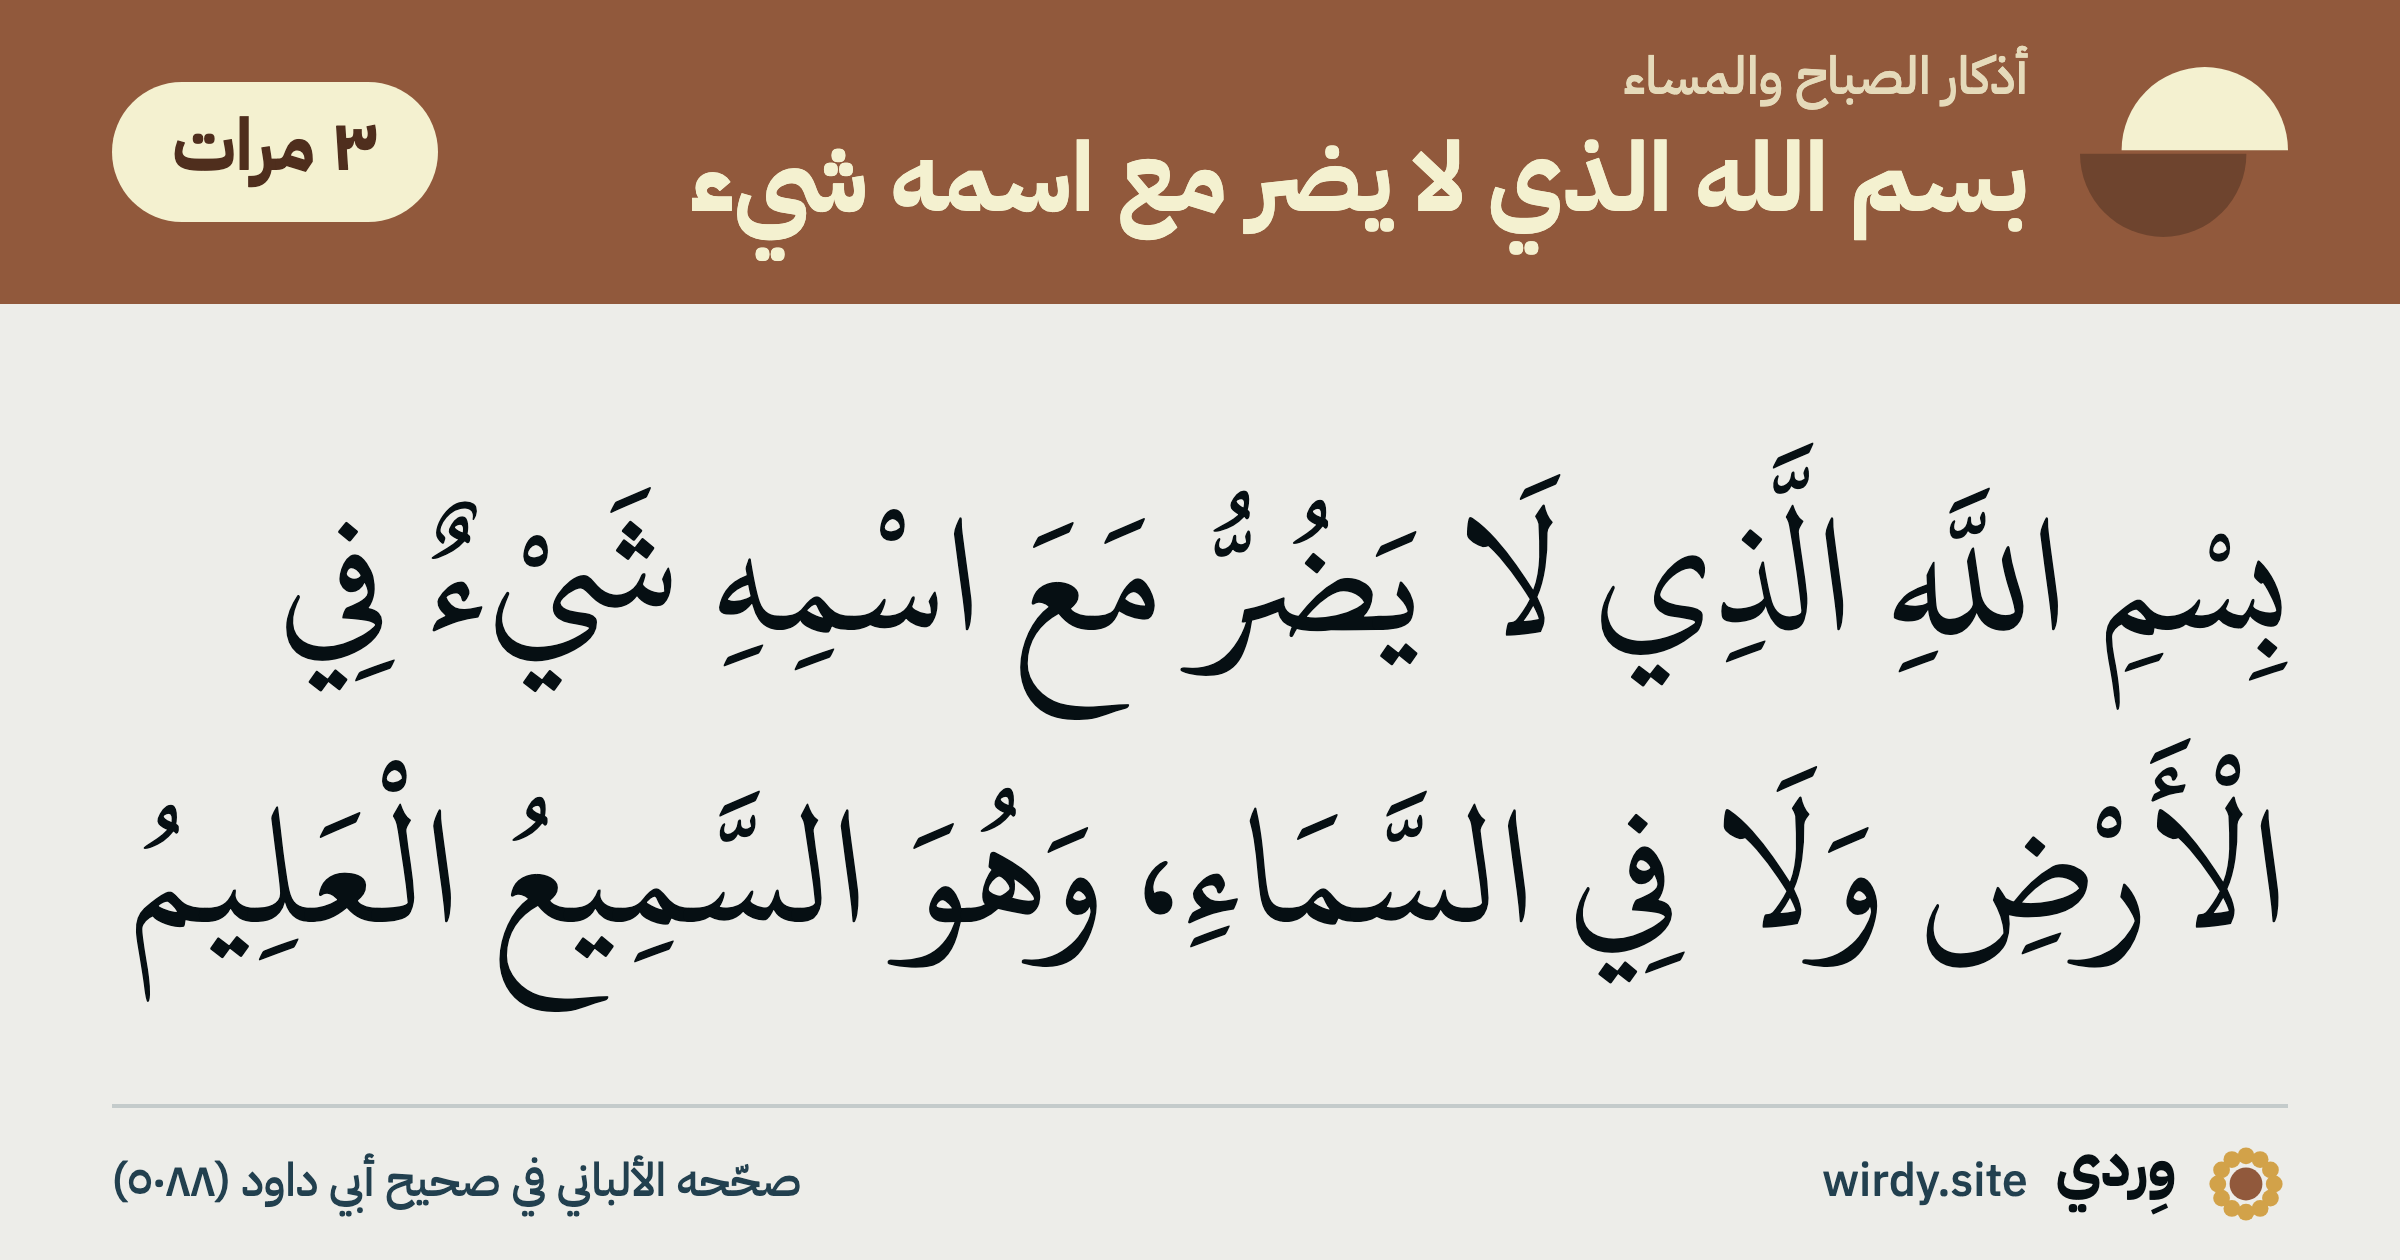 أذكار الصباح والمساء
بسم الله الذي لا يضر مع اسمه شيء
٣ مرات
بِسْمِ اللَّهِ الَّذِي لَا يَضُرُّ مَعَ اسْمِهِ شَيْءٌ فِي
الْأَرْضِ وَلَا فِي السَّمَاءِ، وَهُوَ السَّمِيعُ الْعَلِيمُ
وِردي wirdy.site
صحّحه الألباني في صحيح أبي داود (٥٠٨٨)